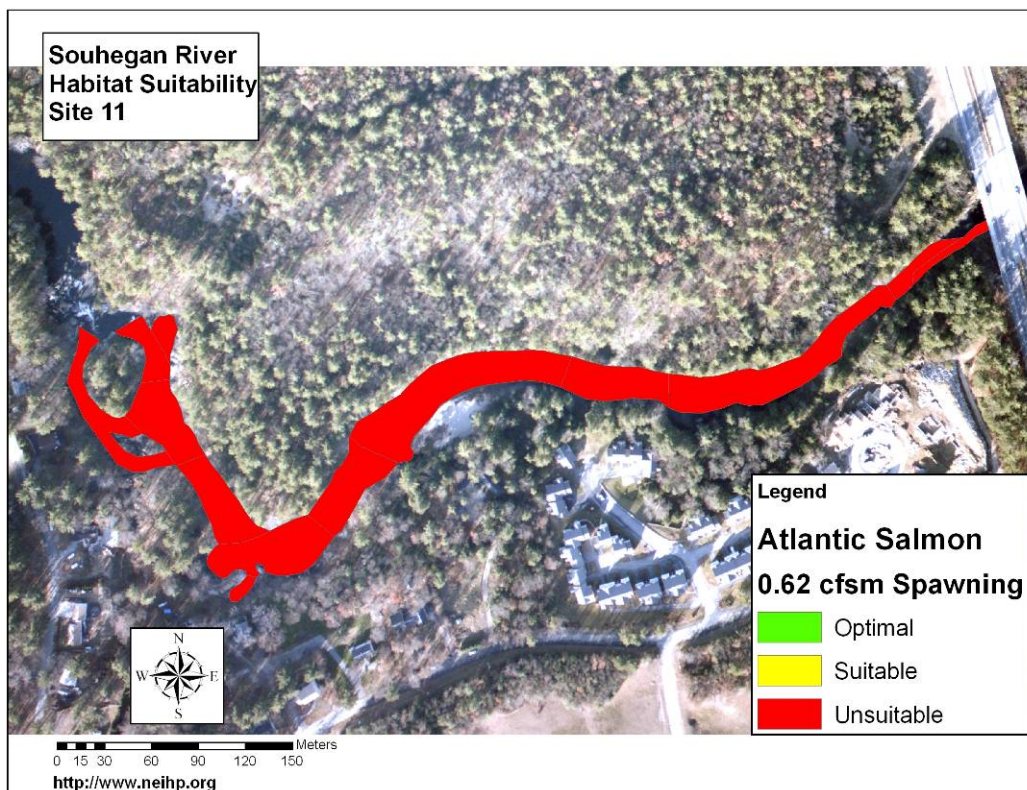 Souhegan River
Habitat Suitability
Site 11
Legend
Atlantic Salmon
0.62 cfsm Spawning
Optimal
Suitable
Unsuitable
N
W E
S
Meters
0 15 30 60 90 120 150
http://www.neihp.org